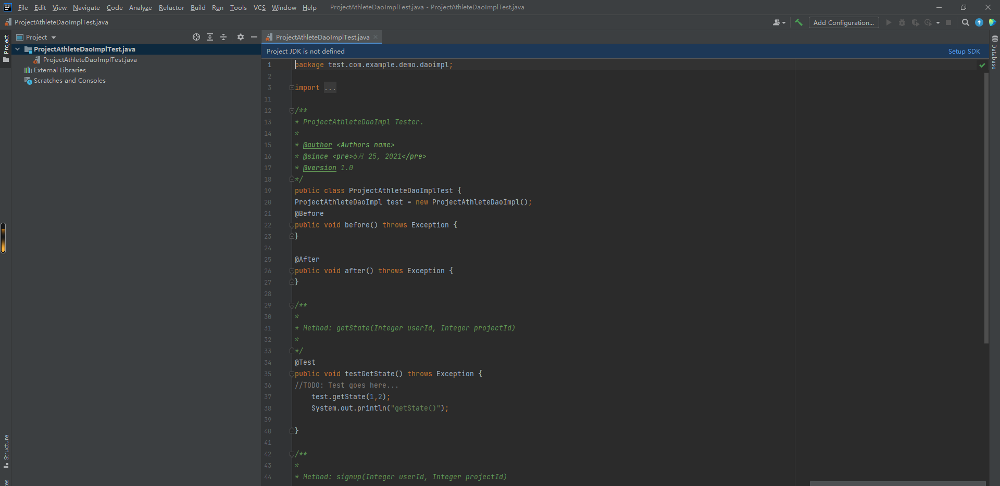 File Edit View Navigate Code Analyze Refactor Build Run Tools VCS Window Help ProjectAthleteDaoImplTest.java - ProjectAthleteDaoImplTest.java
ProjectAthleteDaoImplTest.java Add Configuration...
Project
Project
ProjectAthleteDaoImplTest.java
ProjectAthleteDaoImplTest.java
External Libraries
Scratches and Consoles
Structure
ProjectAthleteDaoImplTest.java
Project JDK is not defined Setup SDK
Database
1 package test.com.example.demo.daoimpl;
2
3 import ...
11
12 /**
13 * ProjectAthleteDaoImpl Tester.
14 *
15 * @author <Authors name>
16 * @since <pre>6月 25, 2021</pre>
17 * @version 1.0
18 */
19 public class ProjectAthleteDaoImplTest {
20 ProjectAthleteDaoImpl test = new ProjectAthleteDaoImpl();
21 @Before
22 public void before() throws Exception {
23 }
24
25 @After
26 public void after() throws Exception {
27 }
28
29 /**
30 *
31 * Method: getState(Integer userId, Integer projectId)
32 *
33 */
34 @Test
35 public void testGetState() throws Exception {
36 //TODO: Test goes here...
37 test.getState(1,2);
38 System.out.println("getState()");
39
40 }
41
42 /**
43 *
44 * Method: signup(Integer userId, Integer projectId)